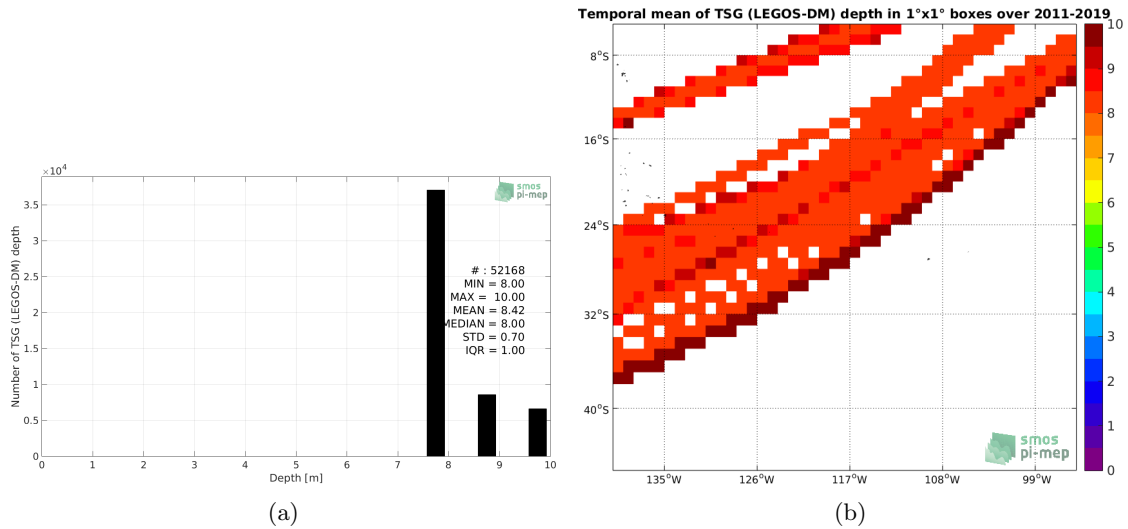 ×10⁴
3.5
3
2.5
2
1.5
1
0.5
0
0 1 2 3 4 5 6 7 8 9 10
Number of TSG (LEGOS-DM) depth
Depth [m]
smos
pi-mep
# : 52168
MIN = 8.00
MAX = 10.00
MEAN = 8.42
MEDIAN = 8.00
STD = 0.70
IQR = 1.00
(a)
Temporal mean of TSG (LEGOS-DM) depth in 1°x1° boxes over 2011-2019
8°S
16°S
24°S
32°S
40°S
135°W 126°W 117°W 108°W 99°W
10
9
8
7
6
5
4
3
2
1
0
smos
pi-mep
(b)